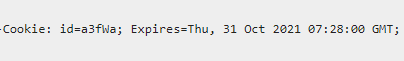 -Cookie: id=a3fWa; Expires=Thu, 31 Oct 2021 07:28:00 GMT;